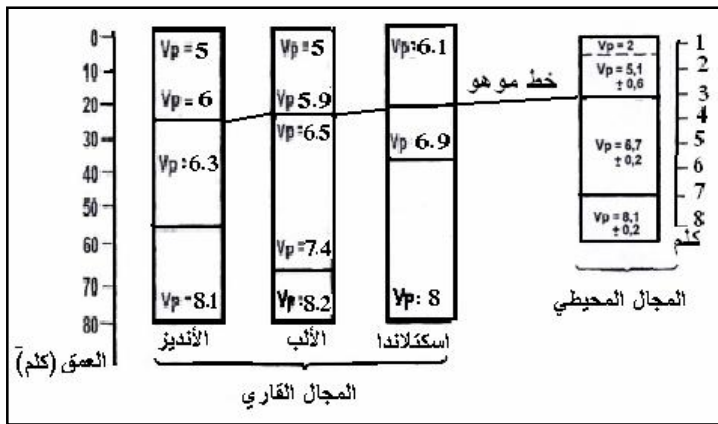 0
10
20
30
40
50
60
70
80
العمق (كلم)
Vp = 5
Vp = 6
Vp : 6.3
Vp = 8.1
الأنديز
Vp = 5
Vp 5.9
Vp = 6.5
Vp = 7.4
Vp : 8.2
الألب
Vp : 6.1
Vp 6.9
Vp : 8
اسكتلاندا
المجال القاري
خط موهو
Vp = 2
Vp = 5,1
± 0,6
Vp = 6,7
± 0,2
Vp = 8,1
± 0,2
1
2
3
4
5
6
7
8
كلم
المجال المحيطي